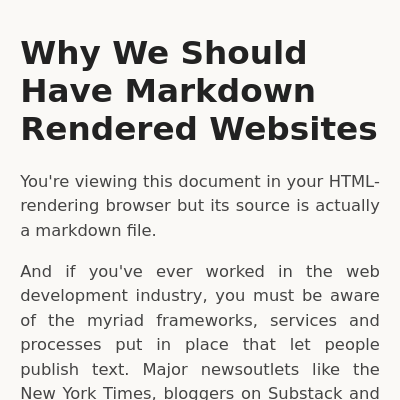 Why We Should
Have Markdown
Rendered Websites
You're viewing this document in your HTML-
rendering browser but its source is actually
a markdown file.
And if you've ever worked in the web
development industry, you must be aware
of the myriad frameworks, services and
processes put in place that let people
publish text. Major newsoutlets like the
New York Times, bloggers on Substack and